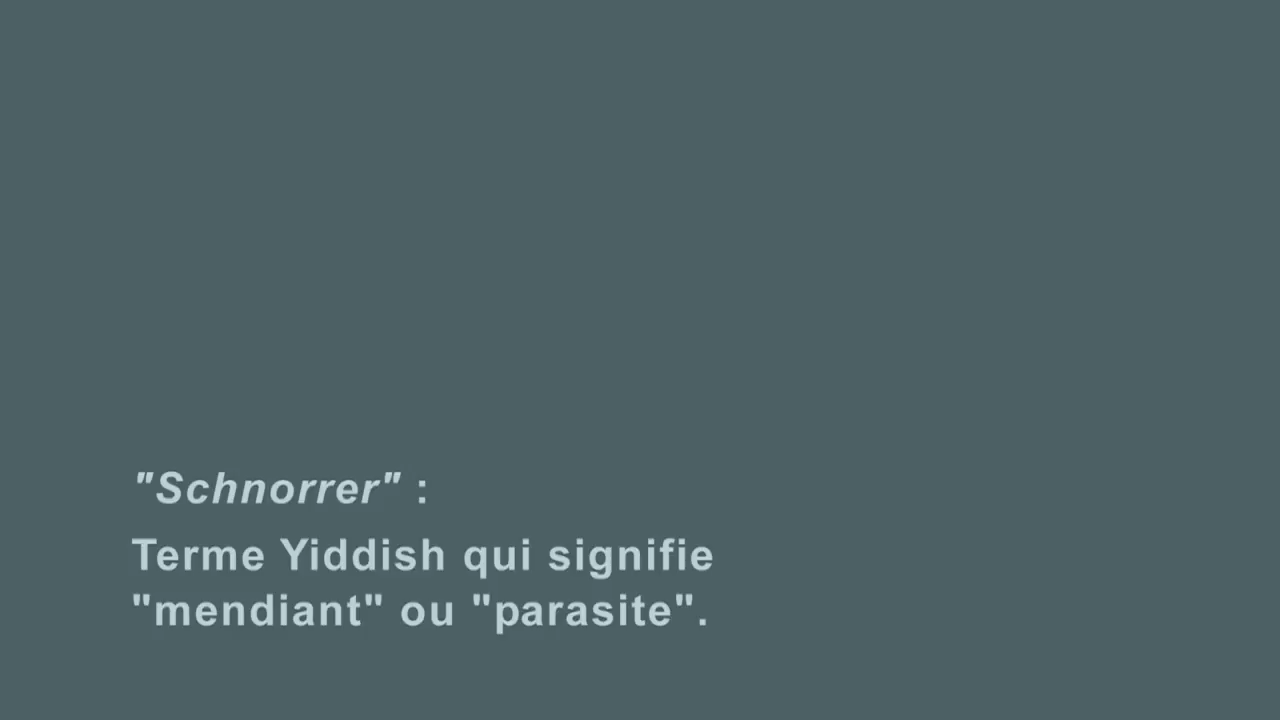 "Schnorrer" :
Terme Yiddish qui signifie
"mendiant" ou "parasite".